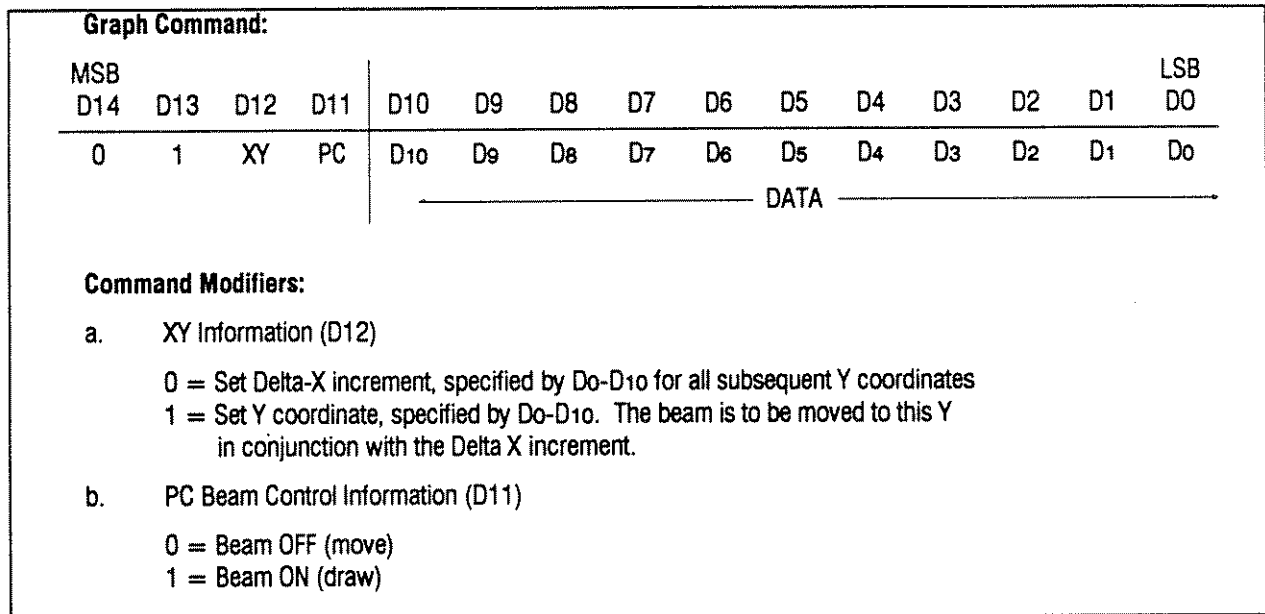 Graph Command:
MSB LSB
D14 D13 D12 D11 D10 D9 D8 D7 D6 D5 D4 D3 D2 D1 D0
0 1 XY PC D10 D9 D8 D7 D6 D5 D4 D3 D2 D1 D0
DATA
Command Modifiers:
a. XY Information (D12)
0 = Set Delta-X increment, specified by D0-D10 for all subsequent Y coordinates
1 = Set Y coordinate, specified by D0-D10. The beam is to be moved to this Y
in conjunction with the Delta X increment.
b. PC Beam Control Information (D11)
0 = Beam OFF (move)
1 = Beam ON (draw)